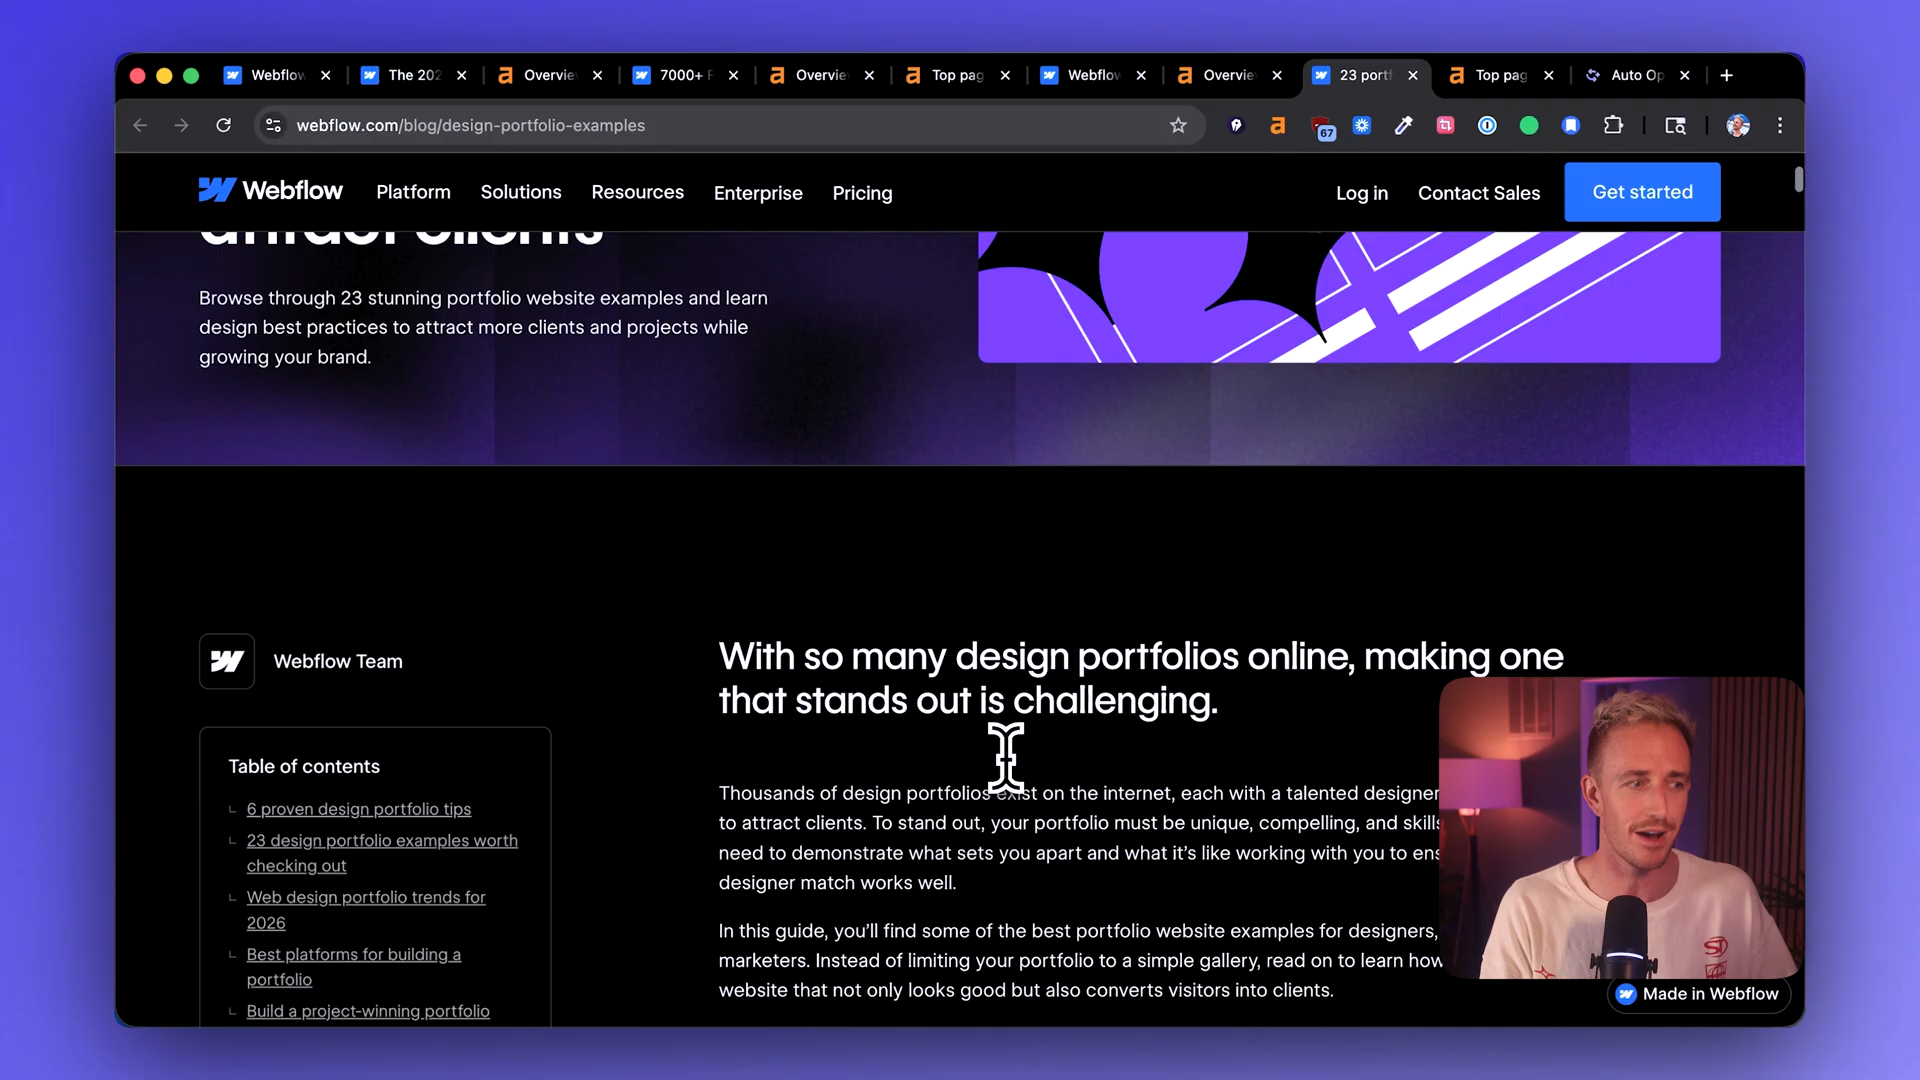 Webflow
The 202
Overvie
7000+ F
Overvie
Top pag
Webflow
Overvie
23 portf
Top pag
Auto Op
webflow.com/blog/design-portfolio-examples
67
Webflow
Platform
Solutions
Resources
Enterprise
Pricing
Log in
Contact Sales
Get started
attract clients
Browse through 23 stunning portfolio website examples and learn
design best practices to attract more clients and projects while
growing your brand.
Webflow Team
Table of contents
6 proven design portfolio tips
23 design portfolio examples worth
checking out
Web design portfolio trends for
2026
Best platforms for building a
portfolio
Build a project-winning portfolio
With so many design portfolios online, making one
that stands out is challenging.
Thousands of design portfolios exist on the internet, each with a talented designer
to attract clients. To stand out, your portfolio must be unique, compelling, and skills
need to demonstrate what sets you apart and what it's like working with you to ens
designer match works well.
In this guide, you'll find some of the best portfolio website examples for designers,
marketers. Instead of limiting your portfolio to a simple gallery, read on to learn how
website that not only looks good but also converts visitors into clients.
Made in Webflow